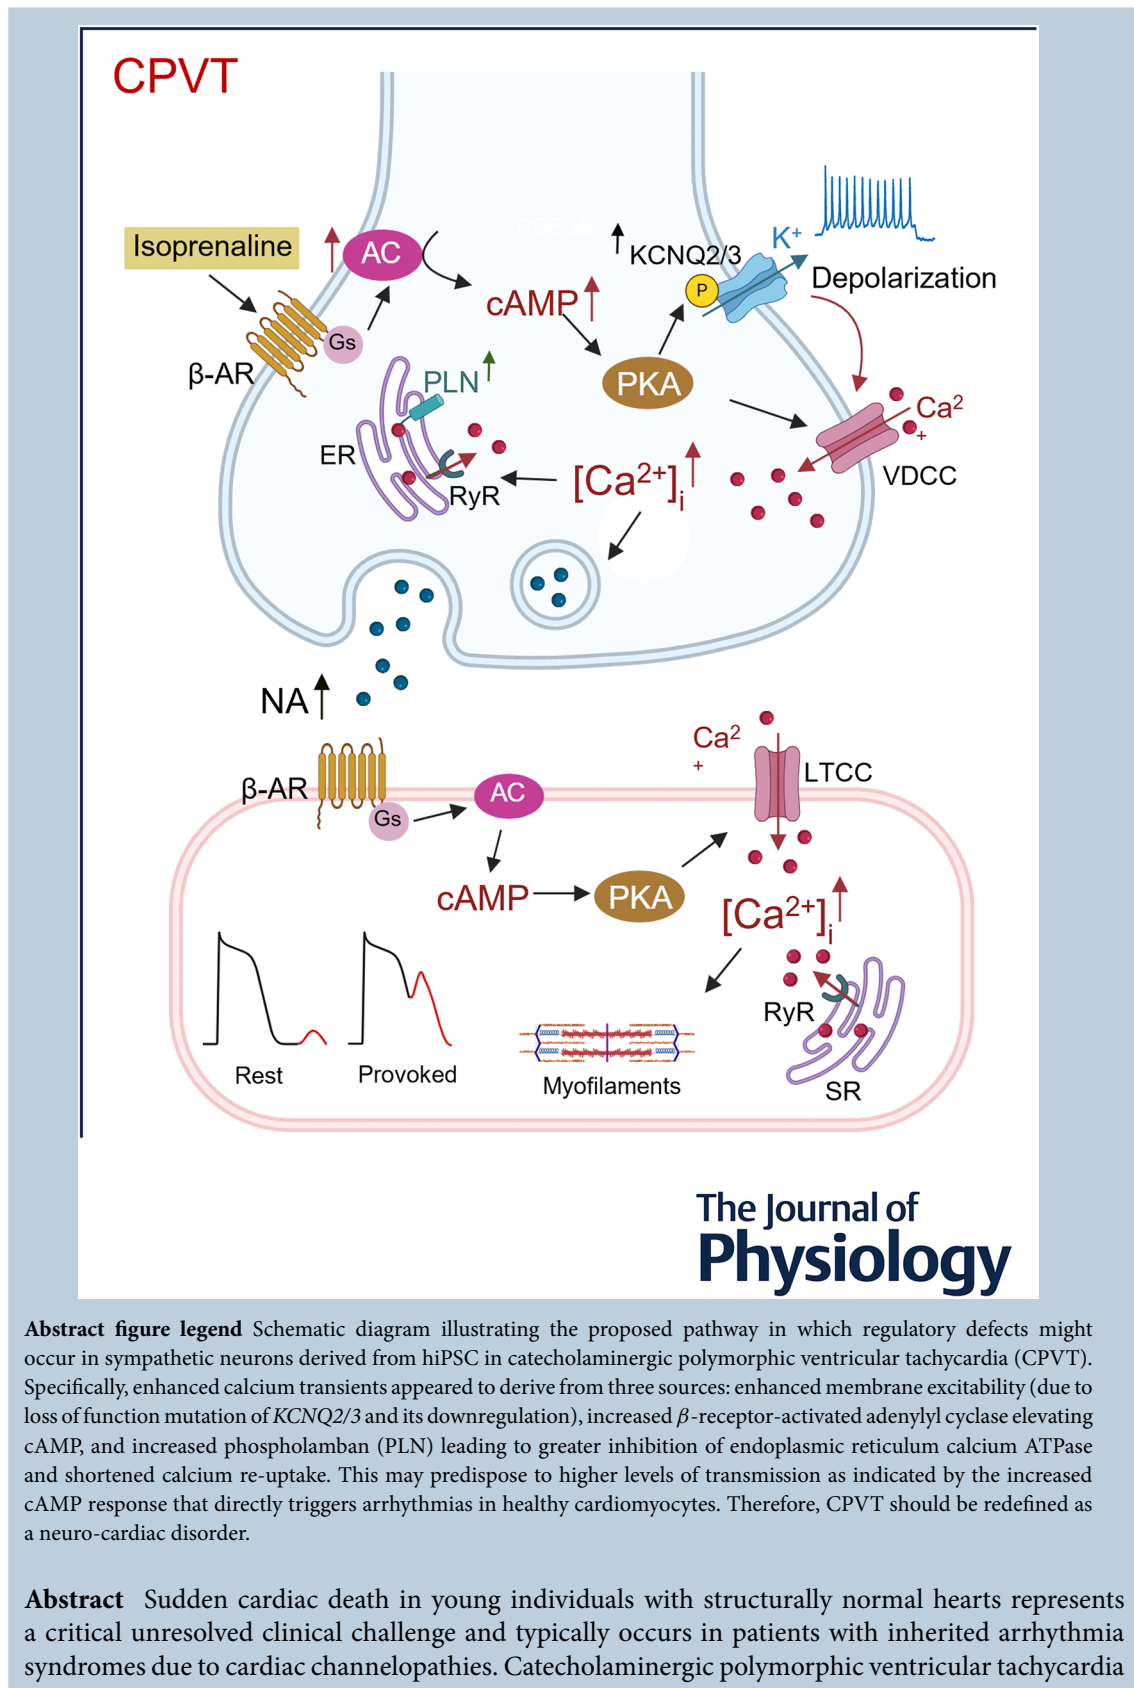 CPVT
Isoprenaline
AC
PDE3B
KCNQ2/3
K+
Depolarization
P
cAMP
β-AR
Gs
PLN
PKA
Ca2
+
ER
RyR
[Ca2+]i
VDCC
NA
β-AR
Gs
AC
Ca2
+
LTCC
cAMP
PKA
[Ca2+]i
RyR
SR
Rest
Provoked
Myofilaments
The Journal of
Physiology
Abstract figure legend Schematic diagram illustrating the proposed pathway in which regulatory defects might
occur in sympathetic neurons derived from hiPSC in catecholaminergic polymorphic ventricular tachycardia (CPVT).
Specifically, enhanced calcium transients appeared to derive from three sources: enhanced membrane excitability (due to
loss of function mutation of KCNQ2/3 and its downregulation), increased β-receptor-activated adenylyl cyclase elevating
cAMP, and increased phospholamban (PLN) leading to greater inhibition of endoplasmic reticulum calcium ATPase
and shortened calcium re-uptake. This may predispose to higher levels of transmission as indicated by the increased
cAMP response that directly triggers arrhythmias in healthy cardiomyocytes. Therefore, CPVT should be redefined as
a neuro-cardiac disorder.
Abstract Sudden cardiac death in young individuals with structurally normal hearts represents
a critical unresolved clinical challenge and typically occurs in patients with inherited arrhythmia
syndromes due to cardiac channelopathies. Catecholaminergic polymorphic ventricular tachycardia